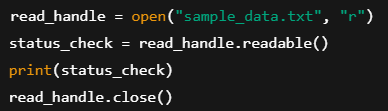 read_handle = open("sample_data.txt", "r")
status_check = read_handle.readable()
print(status_check)
read_handle.close()